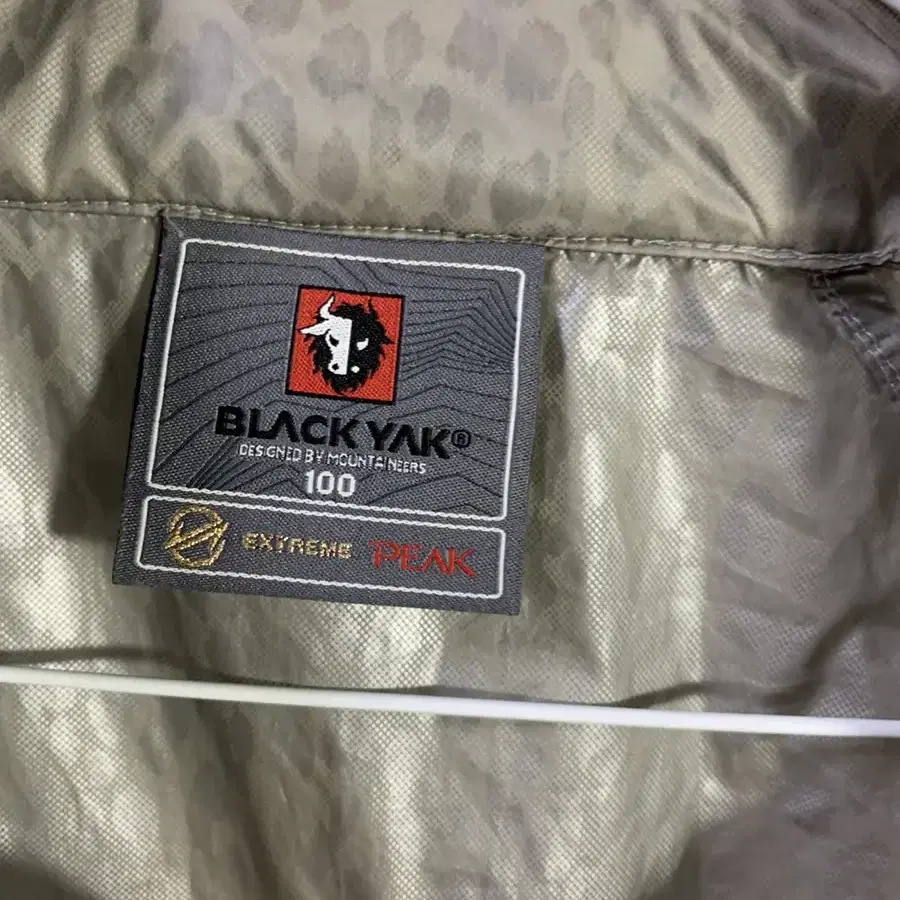 BLACK YAK®
DESIGNED BY MOUNTAINEERS
100
EXTREME PEAK